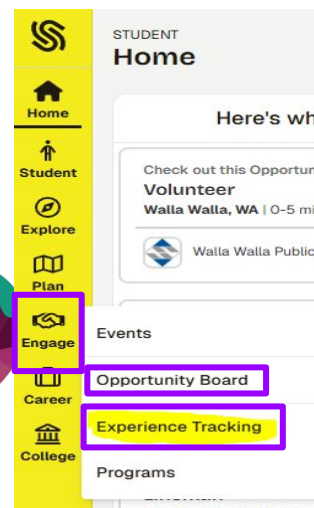 STUDENT
Home
Home
Here's wh
Student
Check out this Opportun
Volunteer
Walla Walla, WA | 0-5 mi
Explore
Walla Walla Public
Plan
Engage
Events
Opportunity Board
Career
Experience Tracking
College
Programs